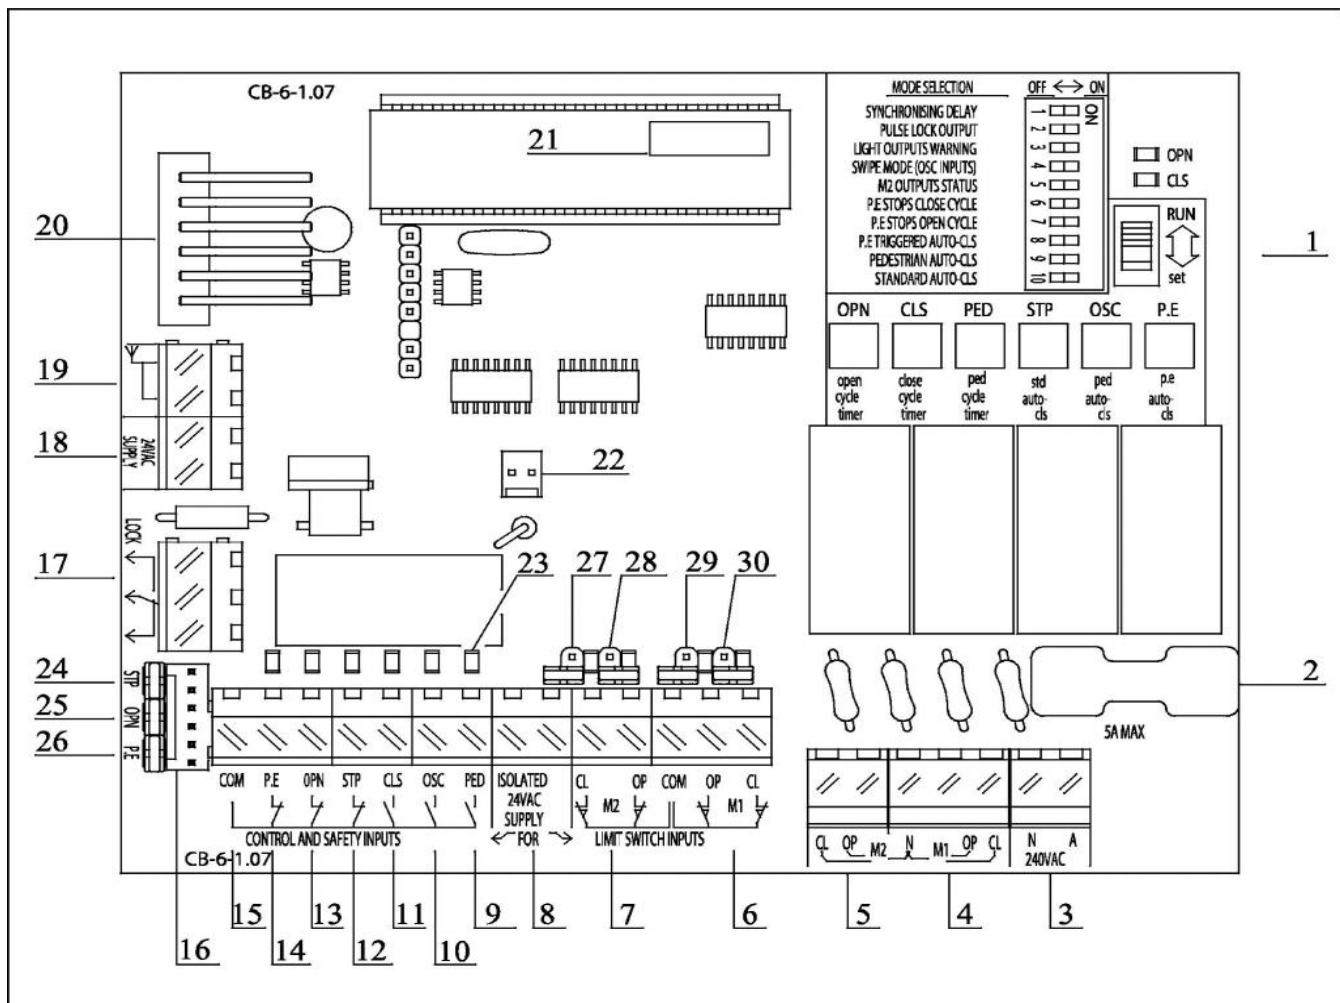 CB-6-1.07
MODE SELECTION OFF ON
SYNCHRONISING DELAY 1 ON
PULSE LOCK OUTPUT 2
LIGHT OUTPUTS WARNING 3
SWIPE MODE (OSC INPUTS) 4
M2 OUTPUTS STATUS 5
P.E STOPS CLOSE CYCLE 6
P.E STOPS OPEN CYCLE 7
P.E TRIGGERED AUTO-CLS 8
PEDESTRIAN AUTO-CLS 9
STANDARD AUTO-CLS 10
OPN
CLS
RUN
set
1
21
20
OPN CLS PED STP OSC P.E
open cycle timer
close cycle timer
ped cycle timer
std auto-cls
ped auto-cls
p.e auto-cls
19
18
24VAC SUPPLY
22
LOCK
17
23 27 28 29 30
24 STP
25 OPN
26 P.E
2
5A MAX
COM P.E OPN STP CLS OSC PED
ISOLATED 24VAC SUPPLY FOR
CL OP COM OP CL
M2 M1
CONTROL AND SAFETY INPUTS
LIMIT SWITCH INPUTS
CL OP M2 N M1 OP CL
N A
240VAC
CB-6-1.07
15 13 11 9 8 7 6 5 4 3
16 14 12 10